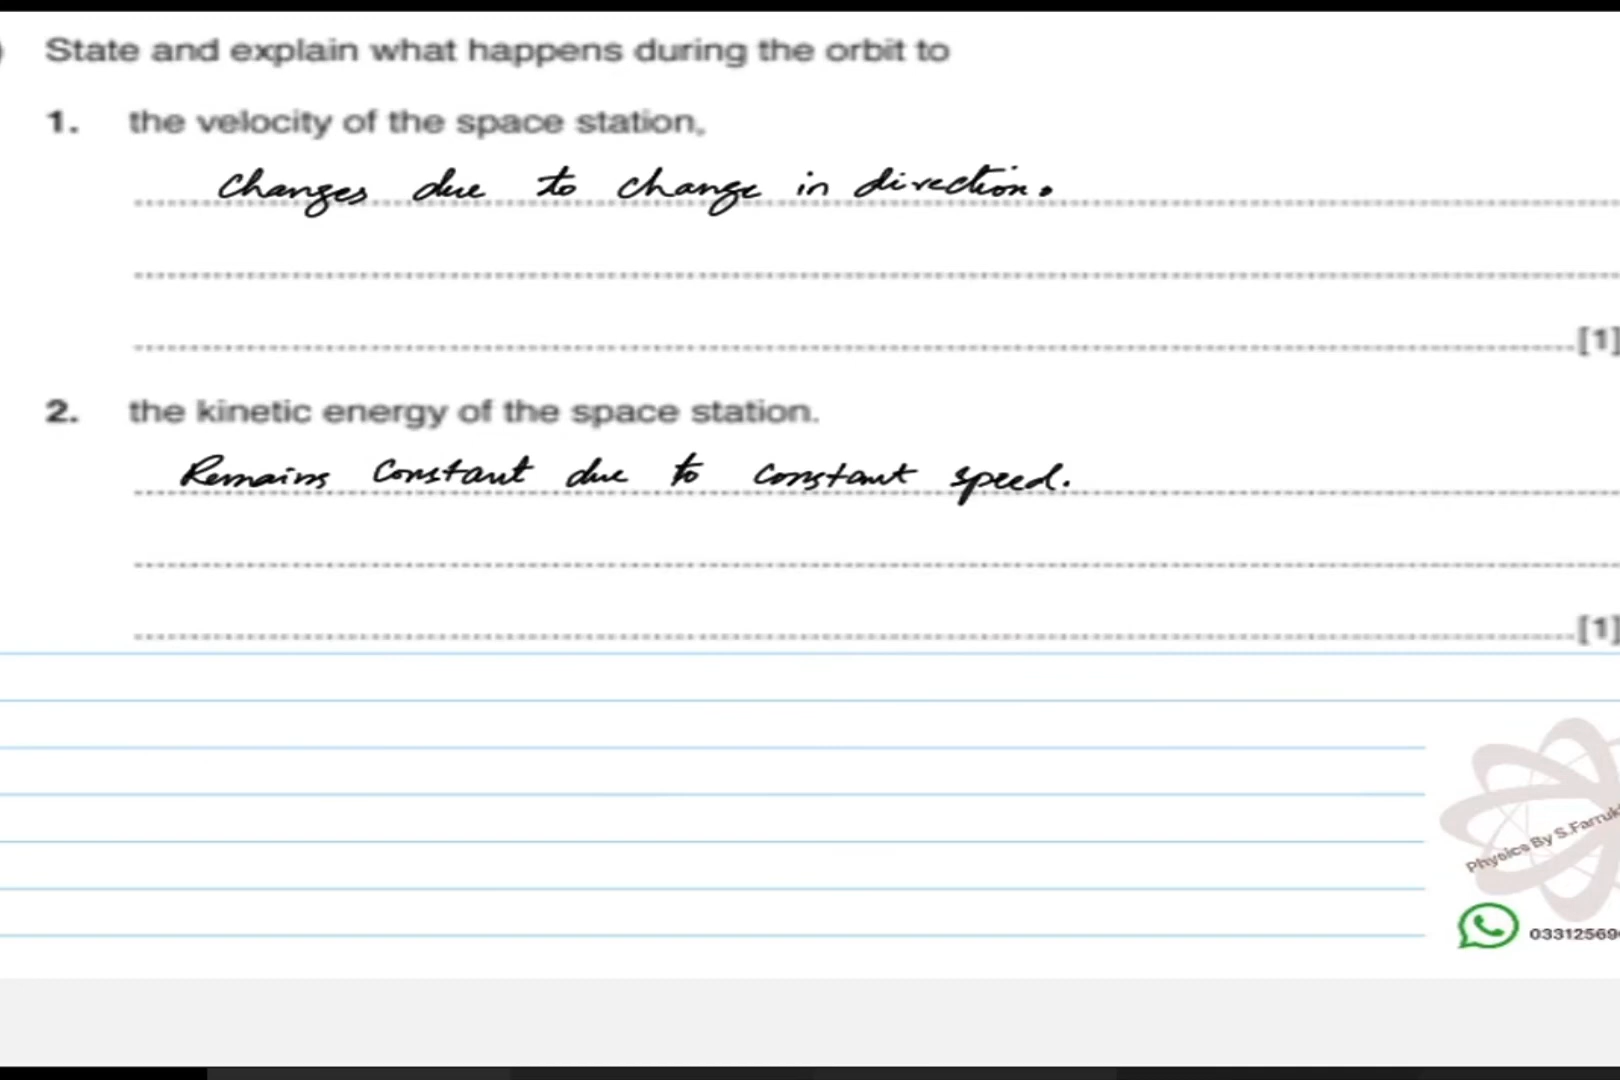 State and explain what happens during the orbit to
1. the velocity of the space station,
Changes due to change in direction.
[1]
2. the kinetic energy of the space station.
Remains constant due to constant speed.
[1]
Physics By S.Farruk
03312569